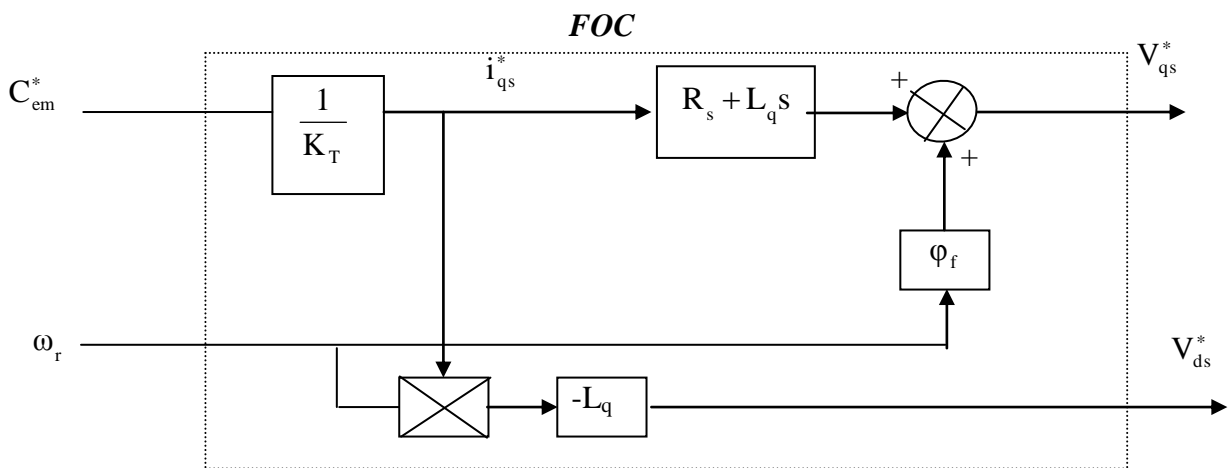 FOC
C*em
1/KT
i*qs
Rs + Lqs
+
+
V*qs
φf
ωr
-Lq
V*ds